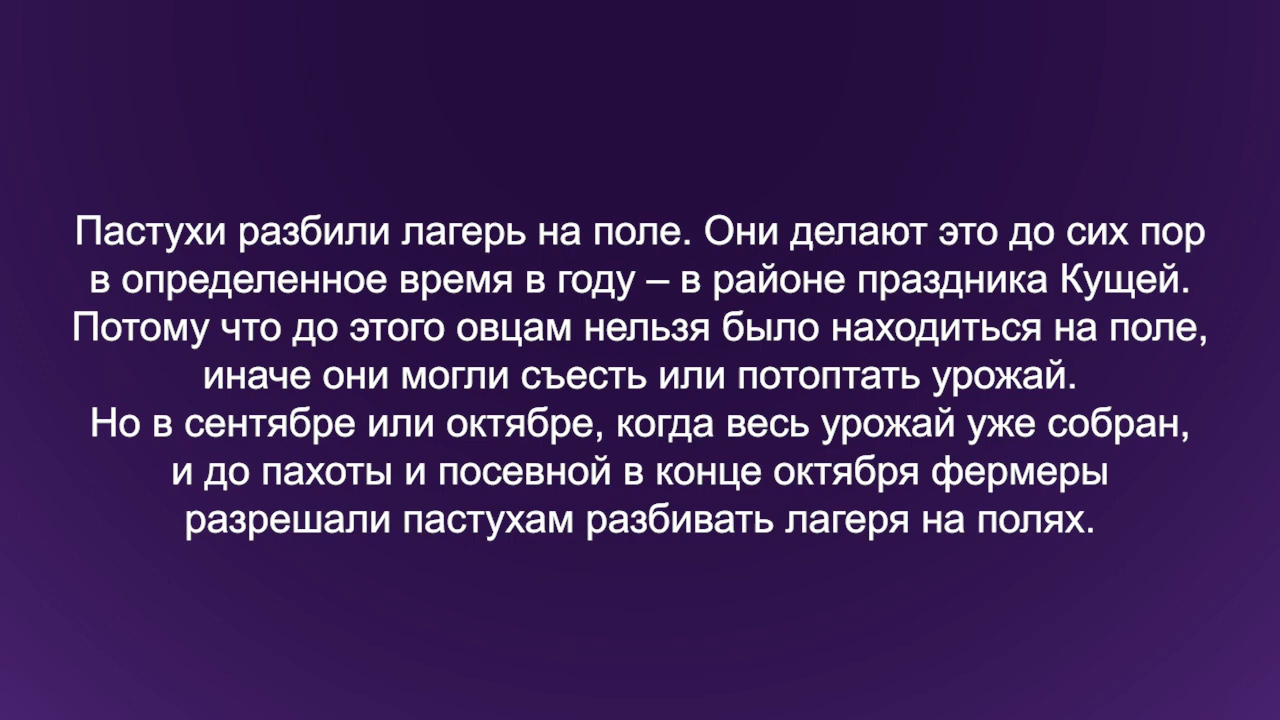 Пастухи разбили лагерь на поле. Они делают это до сих пор
в определенное время в году – в районе праздника Кущей.
Потому что до этого овцам нельзя было находиться на поле,
иначе они могли съесть или потоптать урожай.
Но в сентябре или октябре, когда весь урожай уже собран,
и до пахоты и посевной в конце октября фермеры
разрешали пастухам разбивать лагеря на полях.